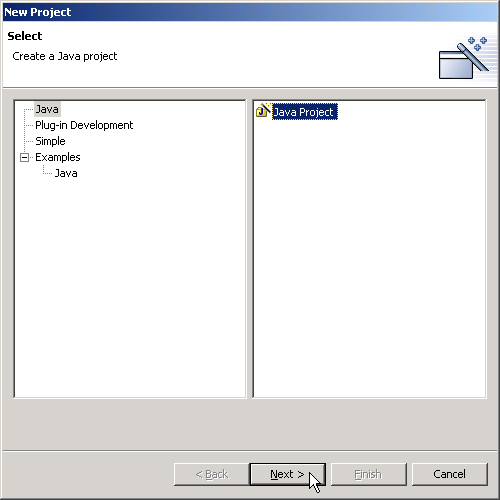 New Project
Select
Create a Java project
Java
Plug-in Development
Simple
Examples
Java
Java Project
< Back
Next >
Finish
Cancel